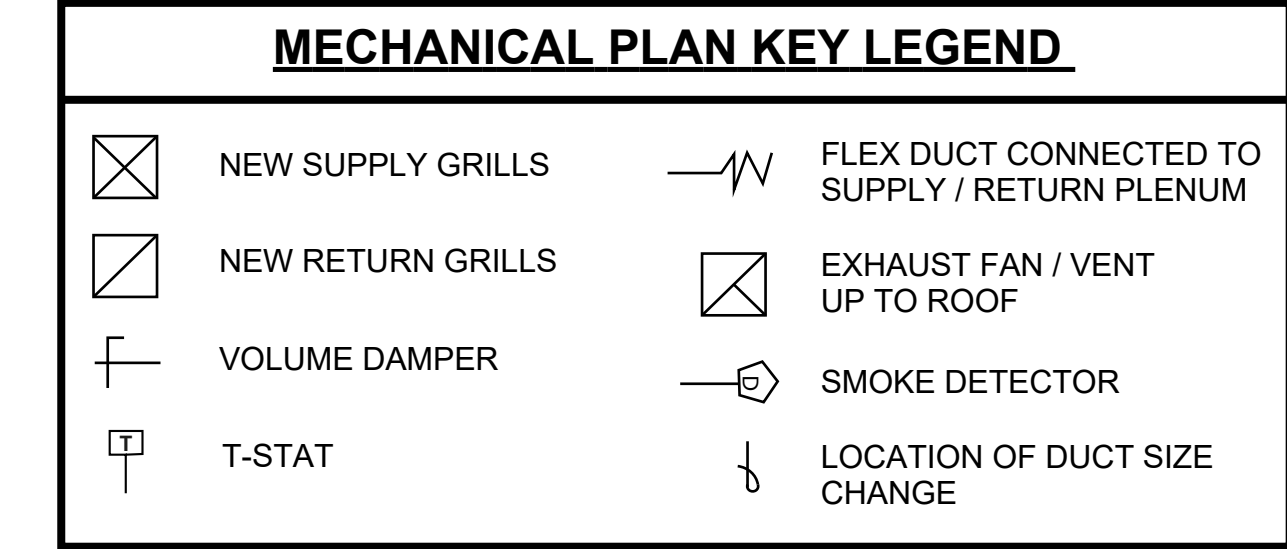 MECHANICAL PLAN KEY LEGEND
NEW SUPPLY GRILLS
NEW RETURN GRILLS
VOLUME DAMPER
T
T-STAT
FLEX DUCT CONNECTED TO
SUPPLY / RETURN PLENUM
EXHAUST FAN / VENT
UP TO ROOF
D
SMOKE DETECTOR
LOCATION OF DUCT SIZE
CHANGE